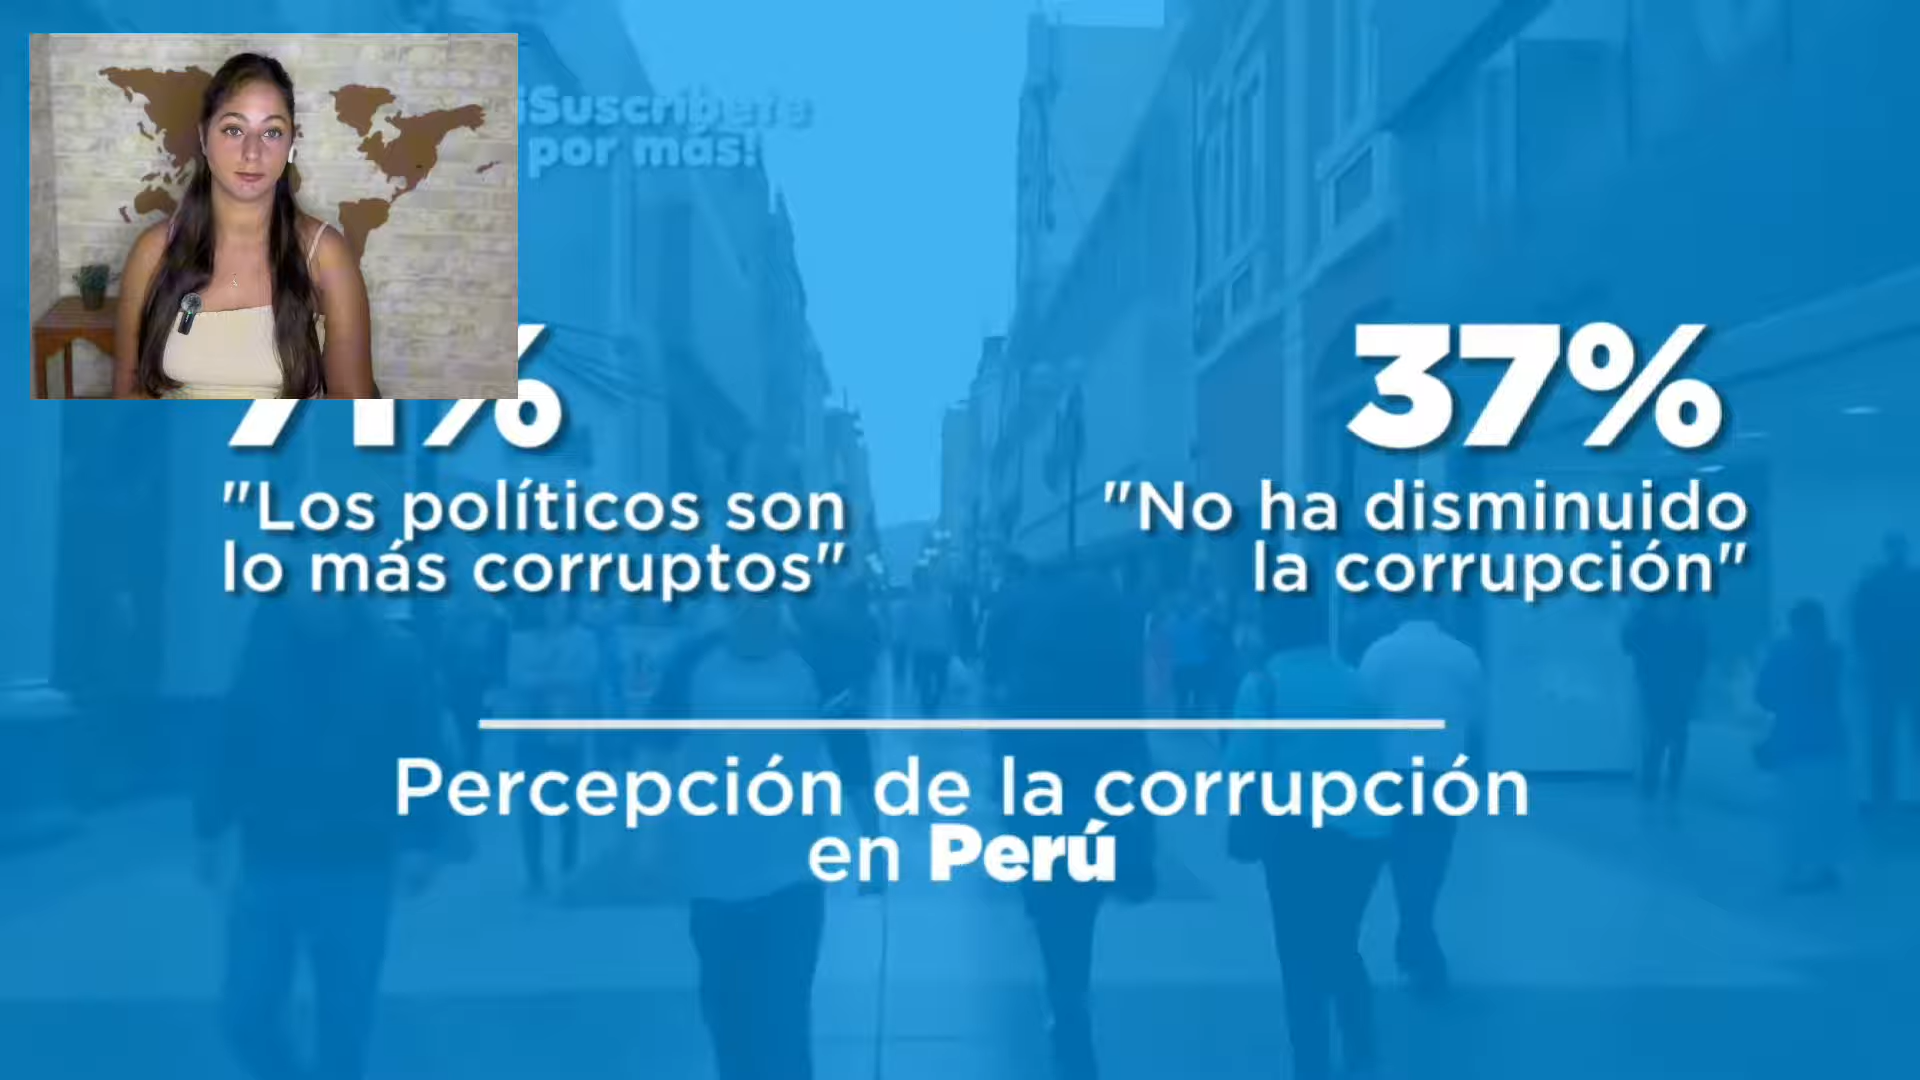 ¡Suscríbete
por más!
37%
"Los políticos son
lo más corruptos"
"No ha disminuido
la corrupción"
Percepción de la corrupción
en Perú